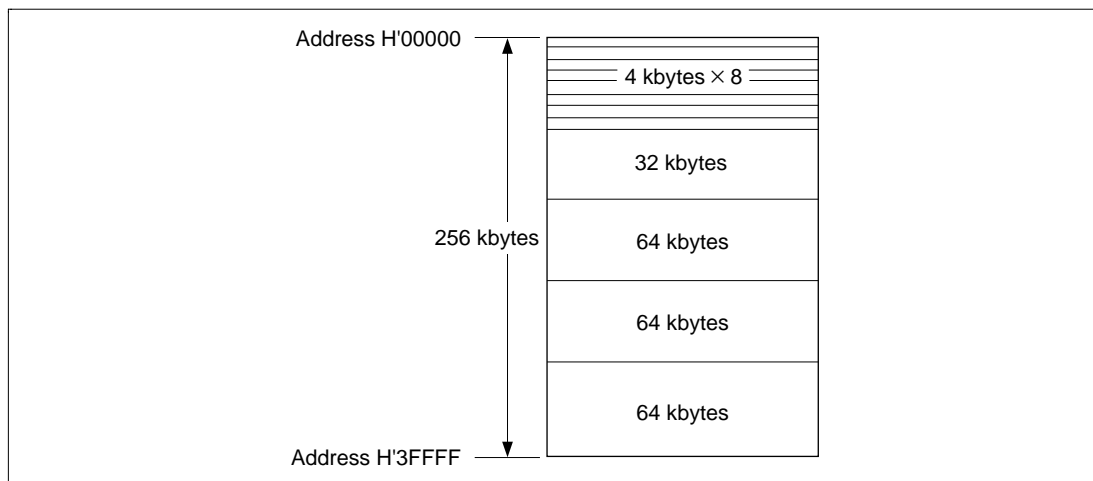 Address H'00000
4 kbytes × 8
32 kbytes
256 kbytes
64 kbytes
64 kbytes
64 kbytes
Address H'3FFFF